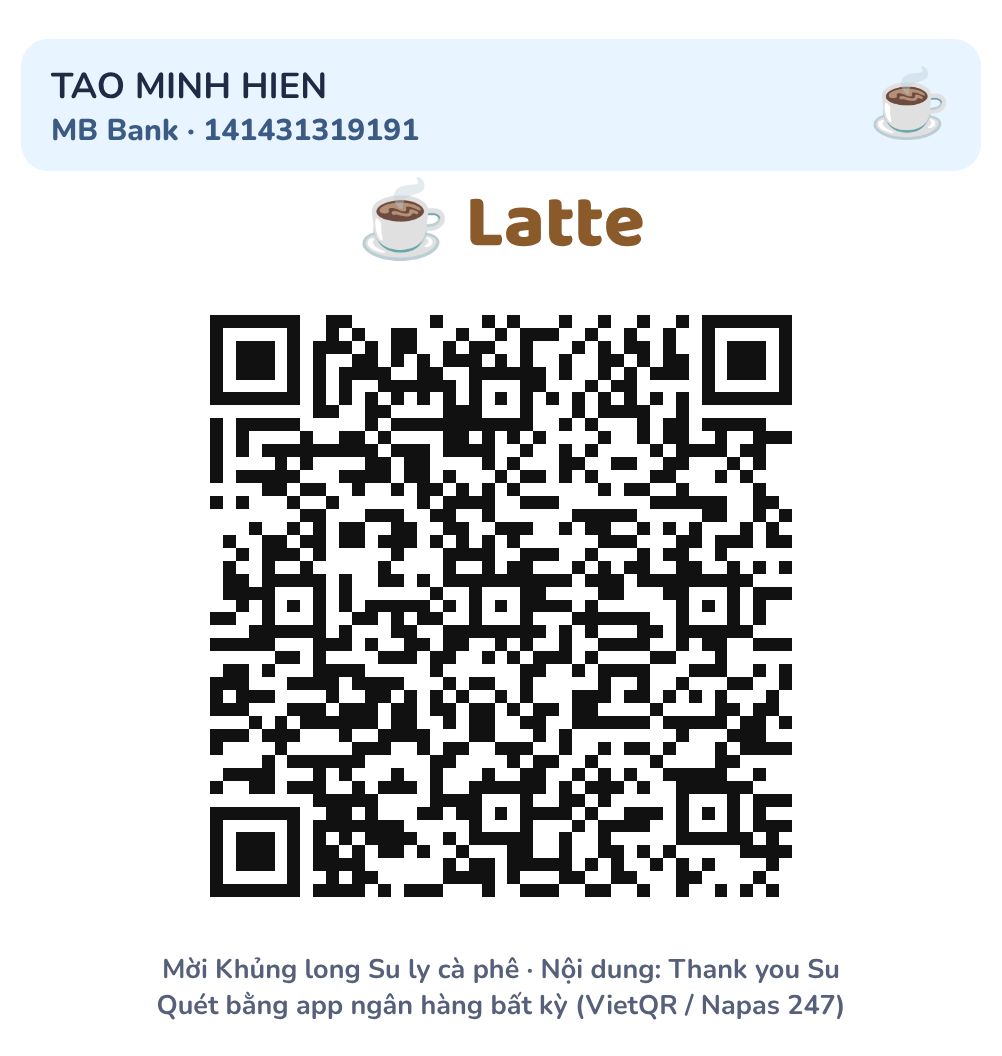 TAO MINH HIEN
MB Bank · 141431319191
Latte
Mời Khủng long Su ly cà phê · Nội dung: Thank you Su
Quét bằng app ngân hàng bất kỳ (VietQR / Napas 247)